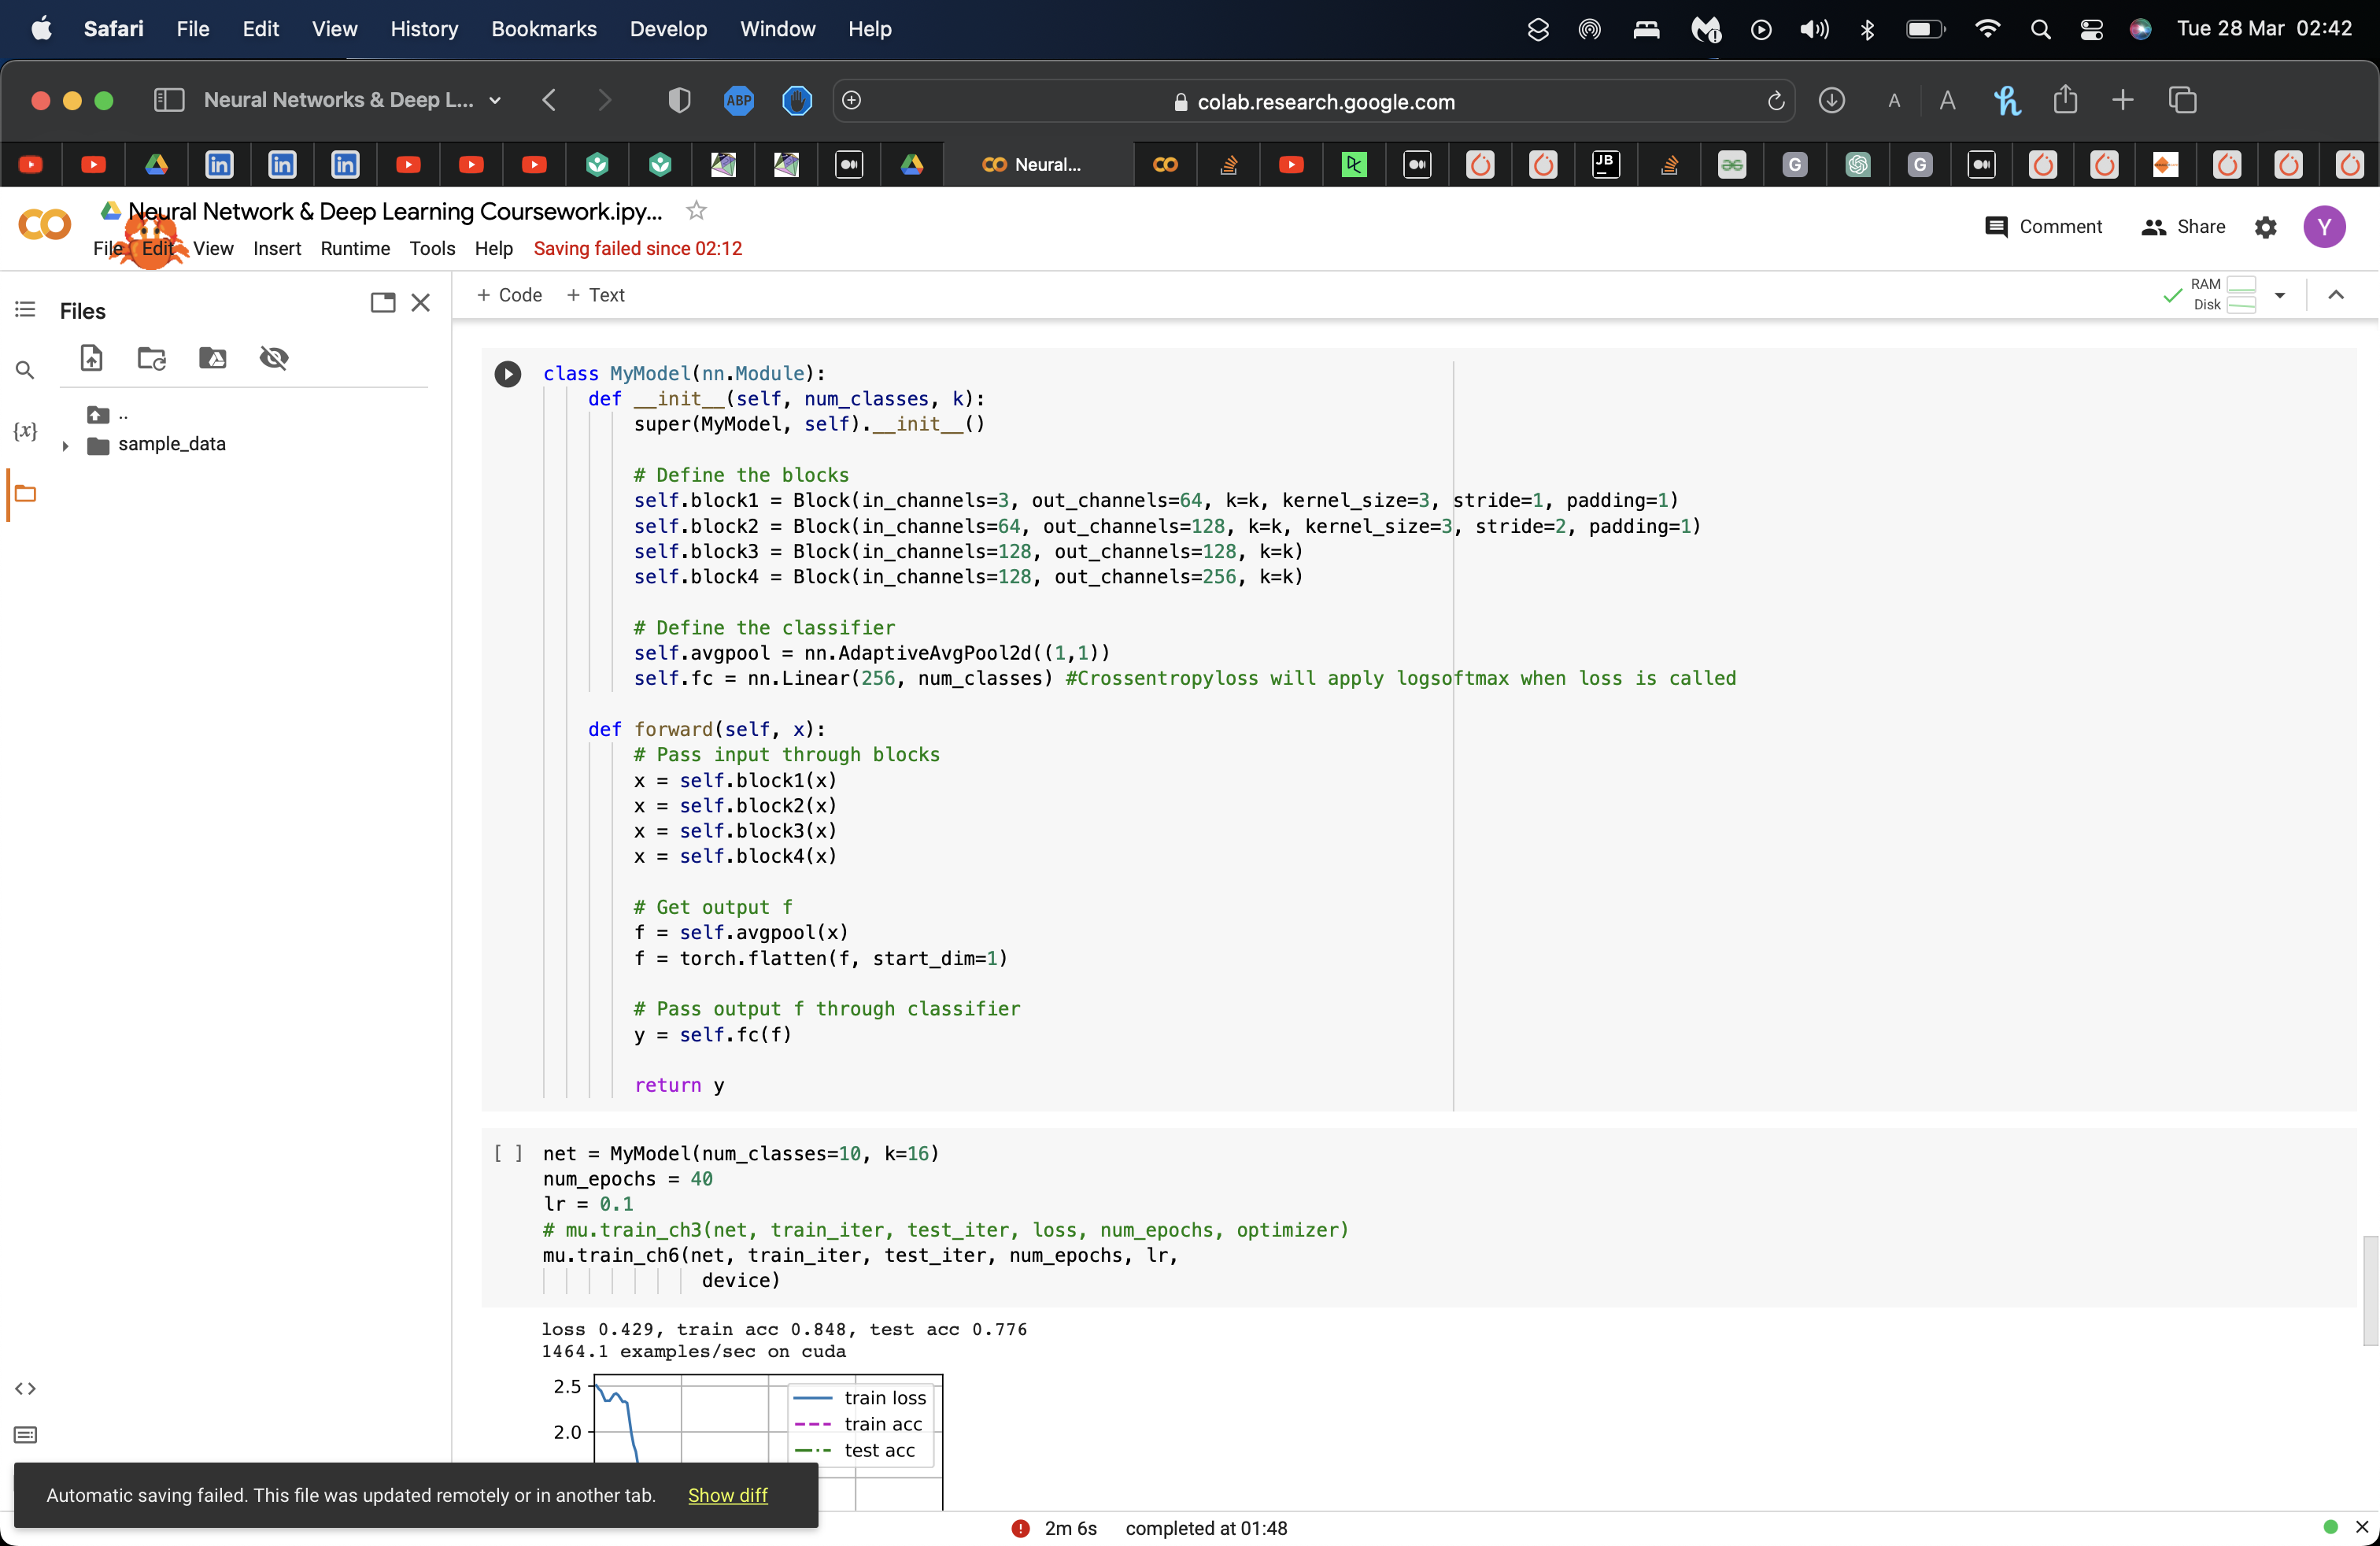 Safari File Edit View History Bookmarks Develop Window Help Tue 28 Mar 02:42
Neural Networks & Deep L... ABP colab.research.google.com A A
Neural... JB G G
Neural Network & Deep Learning Coursework.ipy...
File Edit View Insert Runtime Tools Help Saving failed since 02:12
Comment Share Y
Files
+ Code + Text
RAM
Disk
..
sample_data
{x}
class MyModel(nn.Module):
def __init__(self, num_classes, k):
super(MyModel, self).__init__()
# Define the blocks
self.block1 = Block(in_channels=3, out_channels=64, k=k, kernel_size=3, stride=1, padding=1)
self.block2 = Block(in_channels=64, out_channels=128, k=k, kernel_size=3, stride=2, padding=1)
self.block3 = Block(in_channels=128, out_channels=128, k=k)
self.block4 = Block(in_channels=128, out_channels=256, k=k)
# Define the classifier
self.avgpool = nn.AdaptiveAvgPool2d((1,1))
self.fc = nn.Linear(256, num_classes) #Crossentropyloss will apply logsoftmax when loss is called
def forward(self, x):
# Pass input through blocks
x = self.block1(x)
x = self.block2(x)
x = self.block3(x)
x = self.block4(x)
# Get output f
f = self.avgpool(x)
f = torch.flatten(f, start_dim=1)
# Pass output f through classifier
y = self.fc(f)
return y
[ ] net = MyModel(num_classes=10, k=16)
num_epochs = 40
lr = 0.1
# mu.train_ch3(net, train_iter, test_iter, loss, num_epochs, optimizer)
mu.train_ch6(net, train_iter, test_iter, num_epochs, lr,
device)
loss 0.429, train acc 0.848, test acc 0.776
1464.1 examples/sec on cuda
2.5
2.0
train loss
train acc
test acc
Automatic saving failed. This file was updated remotely or in another tab. Show diff
2m 6s completed at 01:48